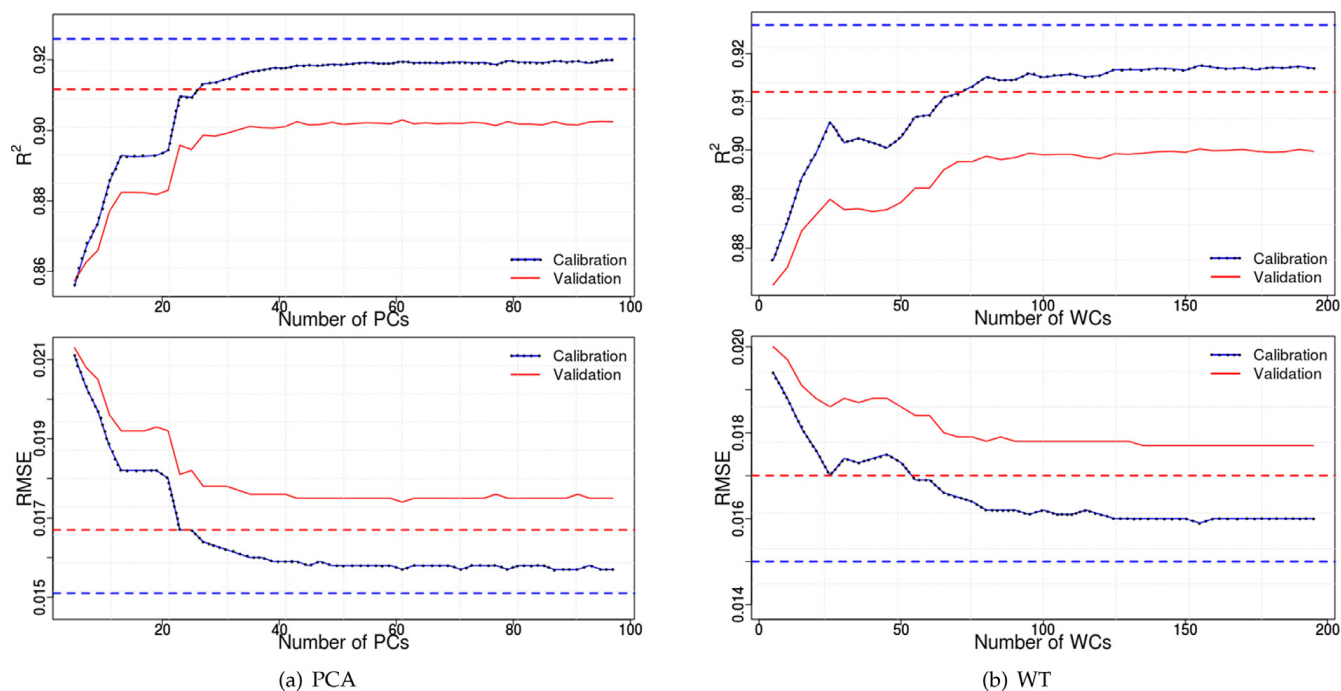 R²
0.92
0.90
0.88
0.86
Calibration
Validation
20
40
60
80
100
Number of PCs
R²
0.92
0.91
0.90
0.89
0.88
Calibration
Validation
0
50
100
150
200
Number of WCs
RMSE
0.021
0.019
0.017
0.015
Calibration
Validation
20
40
60
80
100
Number of PCs
RMSE
0.020
0.018
0.016
0.014
Calibration
Validation
0
50
100
150
200
Number of WCs
(a) PCA
(b) WT